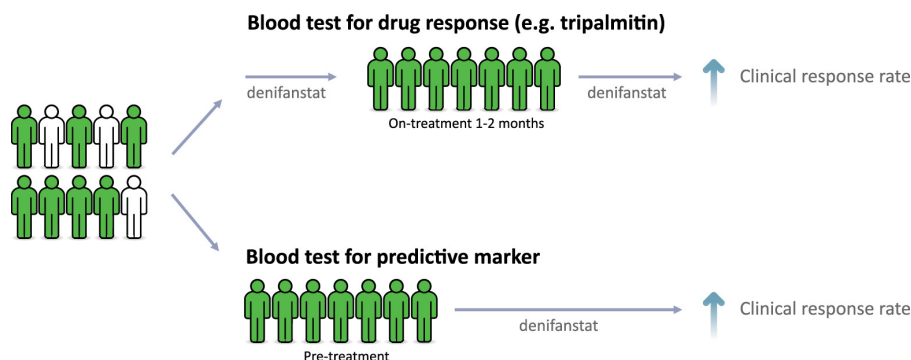 Blood test for drug response (e.g. tripalmitin)
denifanstat
On-treatment 1-2 months
denifanstat
Clinical response rate
Blood test for predictive marker
Pre-treatment
denifanstat
Clinical response rate